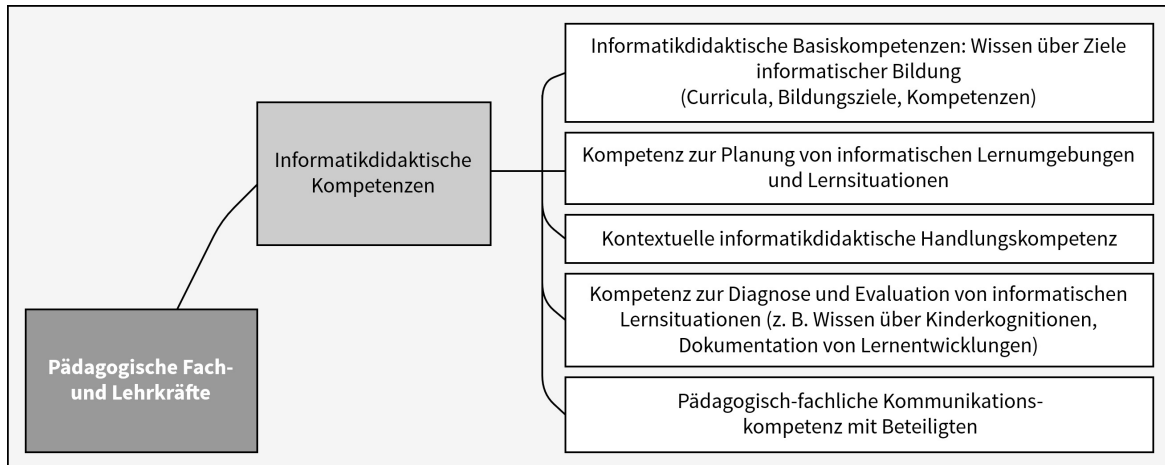 Informatikdidaktische Basiskompetenzen: Wissen über Ziele
informatischer Bildung
(Curricula, Bildungsziele, Kompetenzen)
Informatikdidaktische
Kompetenzen
Kompetenz zur Planung von informatischen Lernumgebungen
und Lernsituationen
Kontextuelle informatikdidaktische Handlungskompetenz
Kompetenz zur Diagnose und Evaluation von informatischen
Lernsituationen (z. B. Wissen über Kinderkognitionen,
Dokumentation von Lernentwicklungen)
Pädagogische Fach-
und Lehrkräfte
Pädagogisch-fachliche Kommunikations-
kompetenz mit Beteiligten